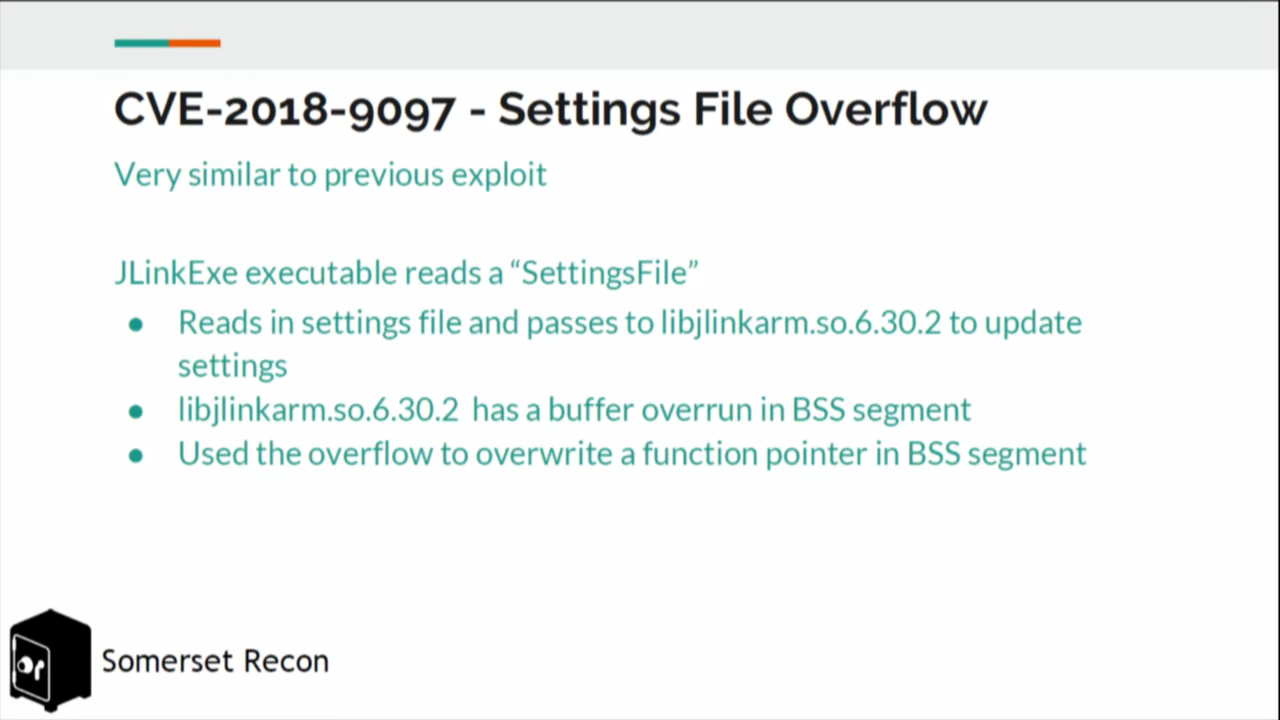 CVE-2018-9097 - Settings File Overflow
Very similar to previous exploit
JLinkExe executable reads a “SettingsFile”
● Reads in settings file and passes to libjlinkarm.so.6.30.2 to update
settings
● libjlinkarm.so.6.30.2 has a buffer overrun in BSS segment
● Used the overflow to overwrite a function pointer in BSS segment
Somerset Recon